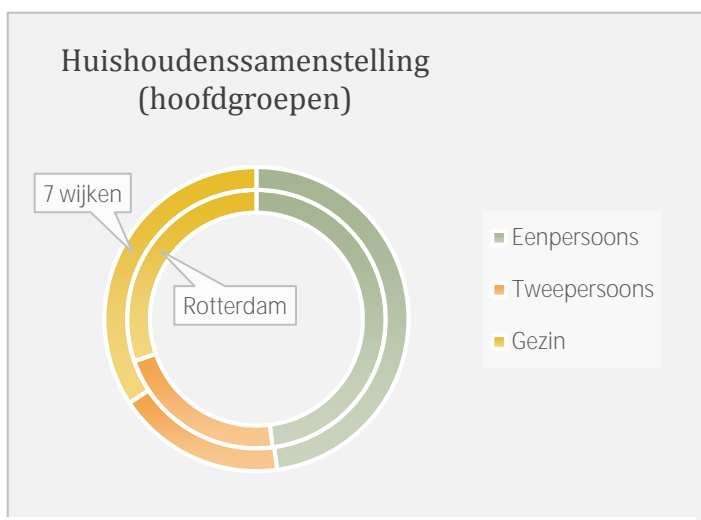 Huishoudenssamenstelling
(hoofdgroepen)
7 wijken
Rotterdam
Eenpersoons
Tweepersoons
Gezin